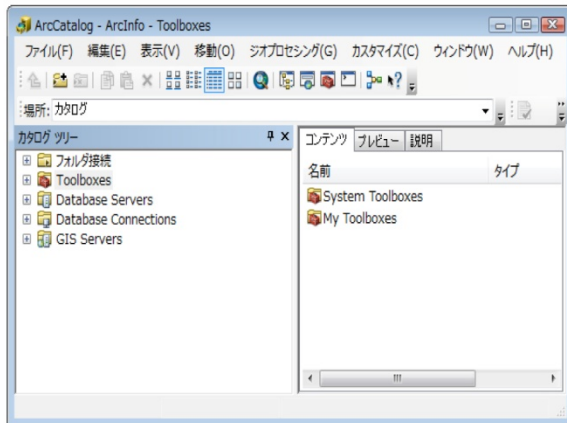 ArcCatalog - ArcInfo - Toolboxes
ファイル(F) 編集(E) 表示(V) 移動(O) ジオプロセシング(G) カスタマイズ(C) ウィンドウ(W) ヘルプ(H)
場所: カタログ
カタログ ツリー
フォルダ接続
Toolboxes
Database Servers
Database Connections
GIS Servers
コンテンツ プレビュー 説明
名前 タイプ
System Toolboxes
My Toolboxes